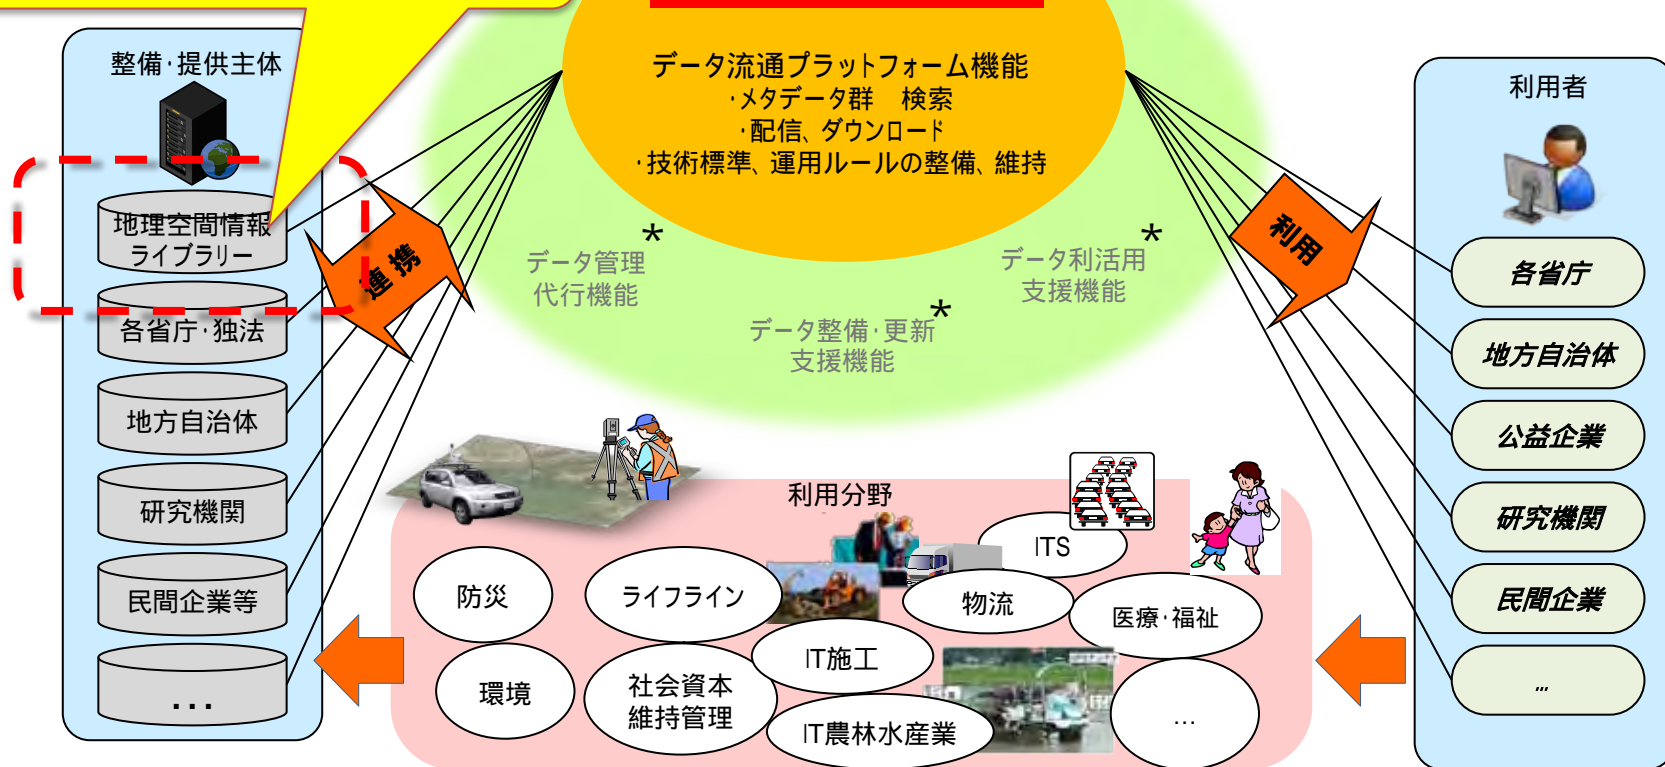 整備・提供主体
地理空間情報
ライブラリー
各省庁・独法
地方自治体
研究機関
民間企業等
...
連携
データ流通プラットフォーム機能
・メタデータ群 検索
・配信、ダウンロード
・技術標準、運用ルールの整備、維持
データ管理*
代行機能
データ整備・更新*
支援機能
データ利活用*
支援機能
利用
利用者
各省庁
地方自治体
公益企業
研究機関
民間企業
...
利用分野
防災
ライフライン
ITS
物流
医療・福祉
環境
社会資本
維持管理
IT施工
IT農林水産業
...